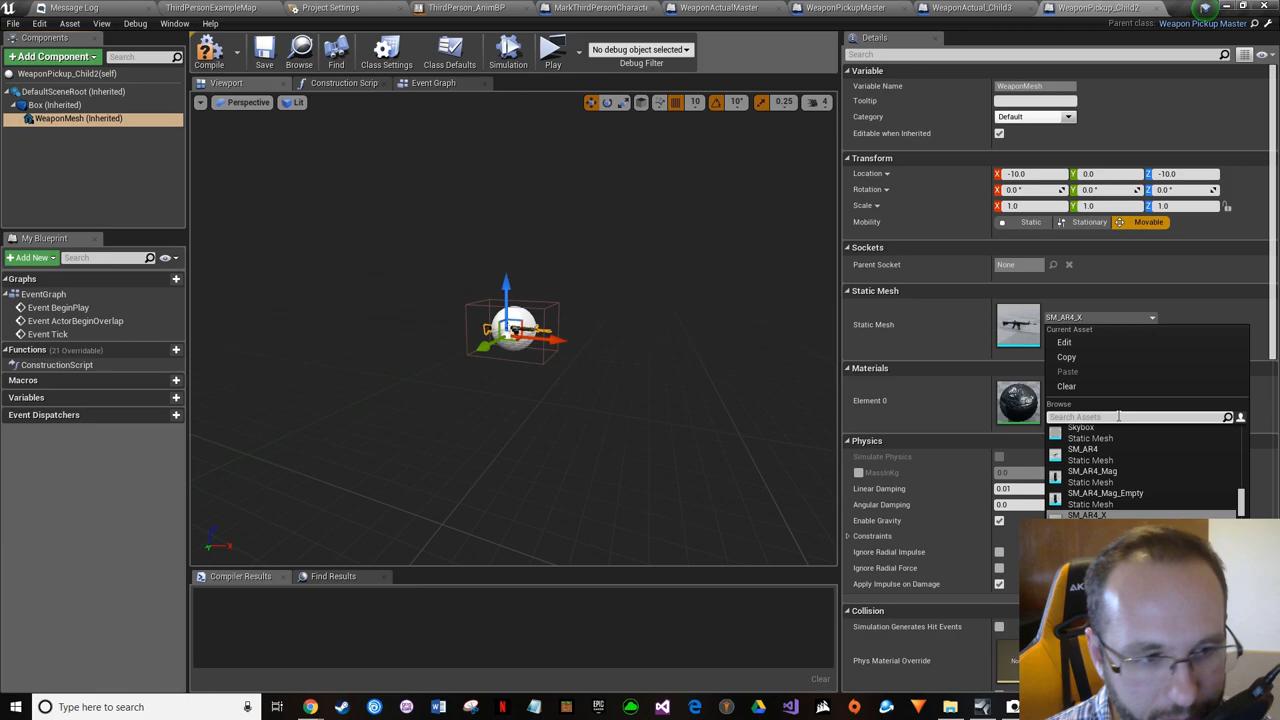 Message Log
ThirdPersonExampleMap
Project Settings
ThirdPerson_AnimBP
MarkThirdPersonCharact
WeaponActualMaster
WeaponPickupMaster
WeaponActual_Child3
WeaponPickup_Child2
File Edit Asset View Debug Window Help
Parent class: Weapon Pickup Master
Components
Add Component
Search
WeaponPickup_Child2(self)
DefaultSceneRoot (Inherited)
Box (Inherited)
WeaponMesh (Inherited)
My Blueprint
Add New
Search
Graphs
EventGraph
Event BeginPlay
Event ActorBeginOverlap
Event Tick
Functions (21 Overridable)
ConstructionScript
Macros
Variables
Event Dispatchers
Compile Save Browse Find Class Settings Class Defaults Simulation Play
No debug object selected
Debug Filter
Viewport
Construction Scrip
Event Graph
Perspective
Lit
10
10°
0.25
4
X
Compiler Results
Find Results
Clear
Details
Search
Variable
Variable Name WeaponMesh
Tooltip
Category Default
Editable when Inherited
Transform
Location X -10.0 Y 0.0 Z -10.0
Rotation X 0.0 ° Y 0.0 ° Z 0.0 °
Scale X 1.0 Y 1.0 Z 1.0
Mobility Static Stationary Movable
Sockets
Parent Socket None
Static Mesh
Static Mesh SM_AR4_X
Current Asset
Edit
Copy
Paste
Clear
Browse
Search Assets
Skybox
Static Mesh
SM_AR4
Static Mesh
SM_AR4_Mag
Static Mesh
SM_AR4_Mag_Empty
Static Mesh
SM_AR4_X
Materials
Element 0
Physics
Simulate Physics
MassInKg 0.0
Linear Damping 0.01
Angular Damping 0.0
Enable Gravity
Constraints
Ignore Radial Impulse
Ignore Radial Force
Apply Impulse on Damage
Collision
Simulation Generates Hit Events
Phys Material Override
Type here to search